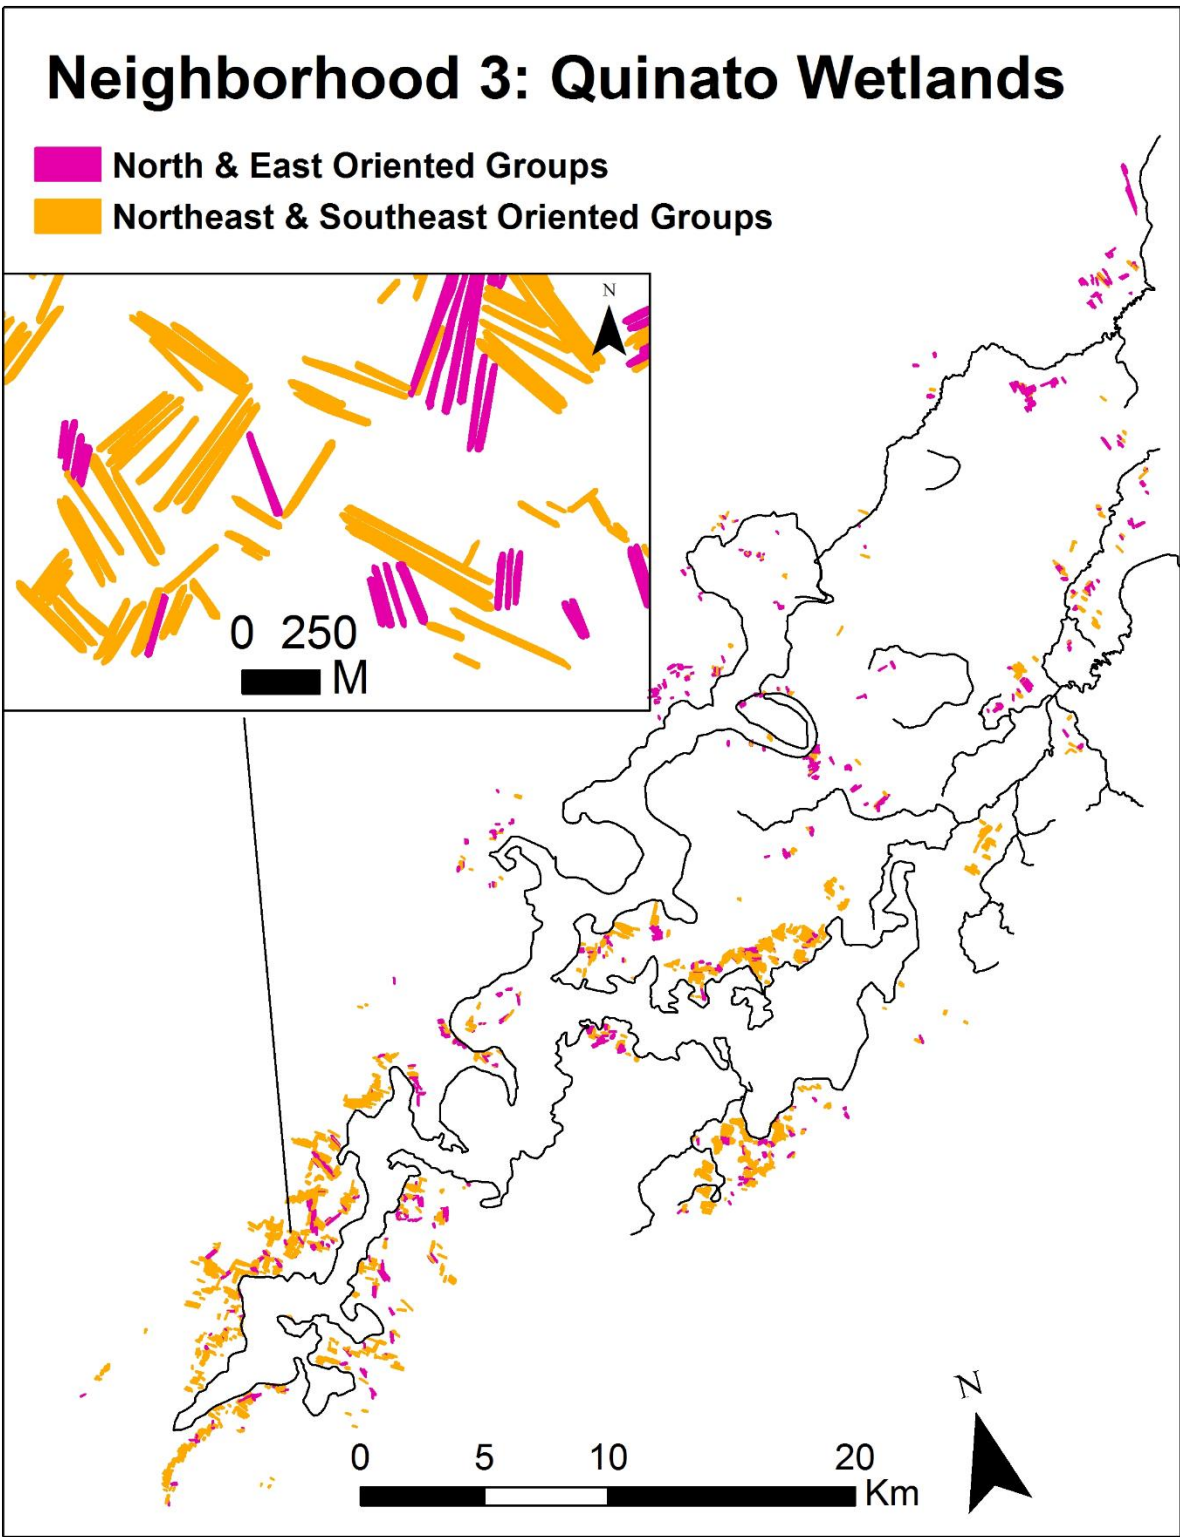 Neighborhood 3: Quinato Wetlands
North & East Oriented Groups
Northeast & Southeast Oriented Groups
N
0 250
M
N
0 5 10 20
Km